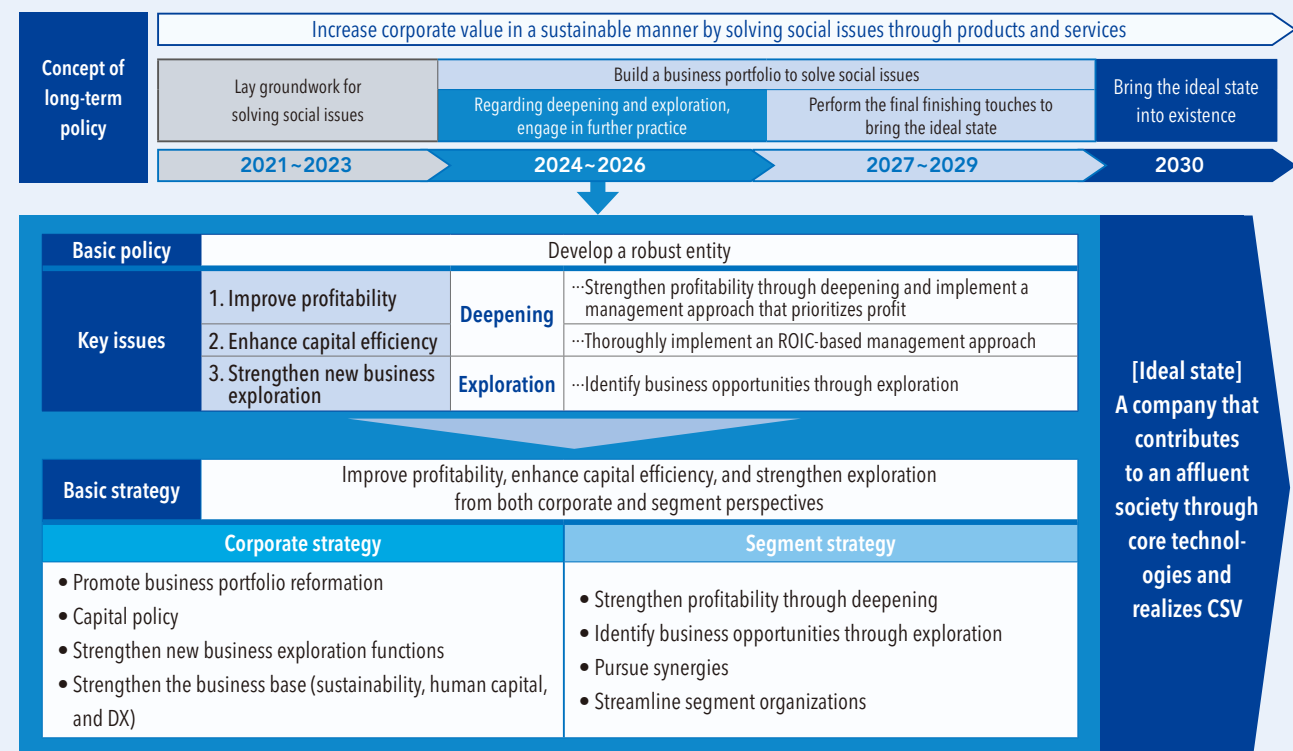 Concept of
long-term
policy
Increase corporate value in a sustainable manner by solving social issues through products and services
Lay groundwork for
solving social issues
Build a business portfolio to solve social issues
Regarding deepening and exploration,
engage in further practice
Perform the final finishing touches to
bring the ideal state
Bring the ideal state
into existence
2021~2023
2024~2026
2027~2029
2030
Basic policy
Develop a robust entity
Key issues
1. Improve profitability
2. Enhance capital efficiency
3. Strengthen new business
exploration
Deepening
Exploration
···Strengthen profitability through deepening and implement a
management approach that prioritizes profit
···Thoroughly implement an ROIC-based management approach
···Identify business opportunities through exploration
Basic strategy
Improve profitability, enhance capital efficiency, and strengthen exploration
from both corporate and segment perspectives
Corporate strategy
• Promote business portfolio reformation
• Capital policy
• Strengthen new business exploration functions
• Strengthen the business base (sustainability, human capital,
and DX)
Segment strategy
• Strengthen profitability through deepening
• Identify business opportunities through exploration
• Pursue synergies
• Streamline segment organizations
[Ideal state]
A company that
contributes
to an affluent
society through
core technol-
ogies and
realizes CSV